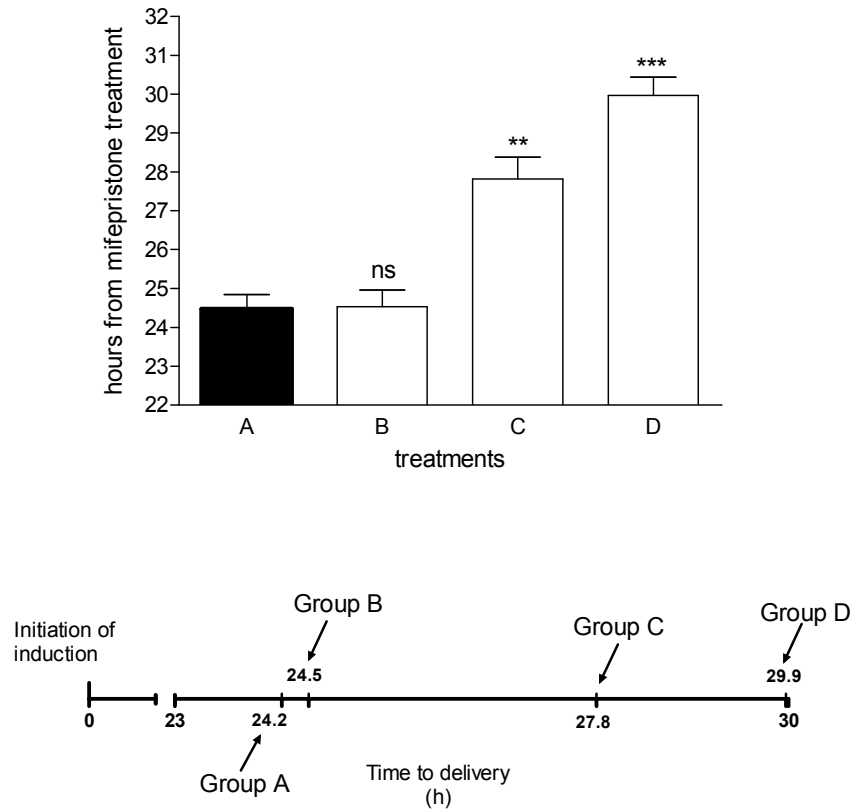 32
31
30
29
28
27
26
25
24
23
22
hours from mifepristone treatment
ns
**
***
A B C D
treatments
Group B
Group C
Group D
Initiation of
induction
24.5
29.9
0
23
24.2
27.8
30
Group A
Time to delivery
(h)